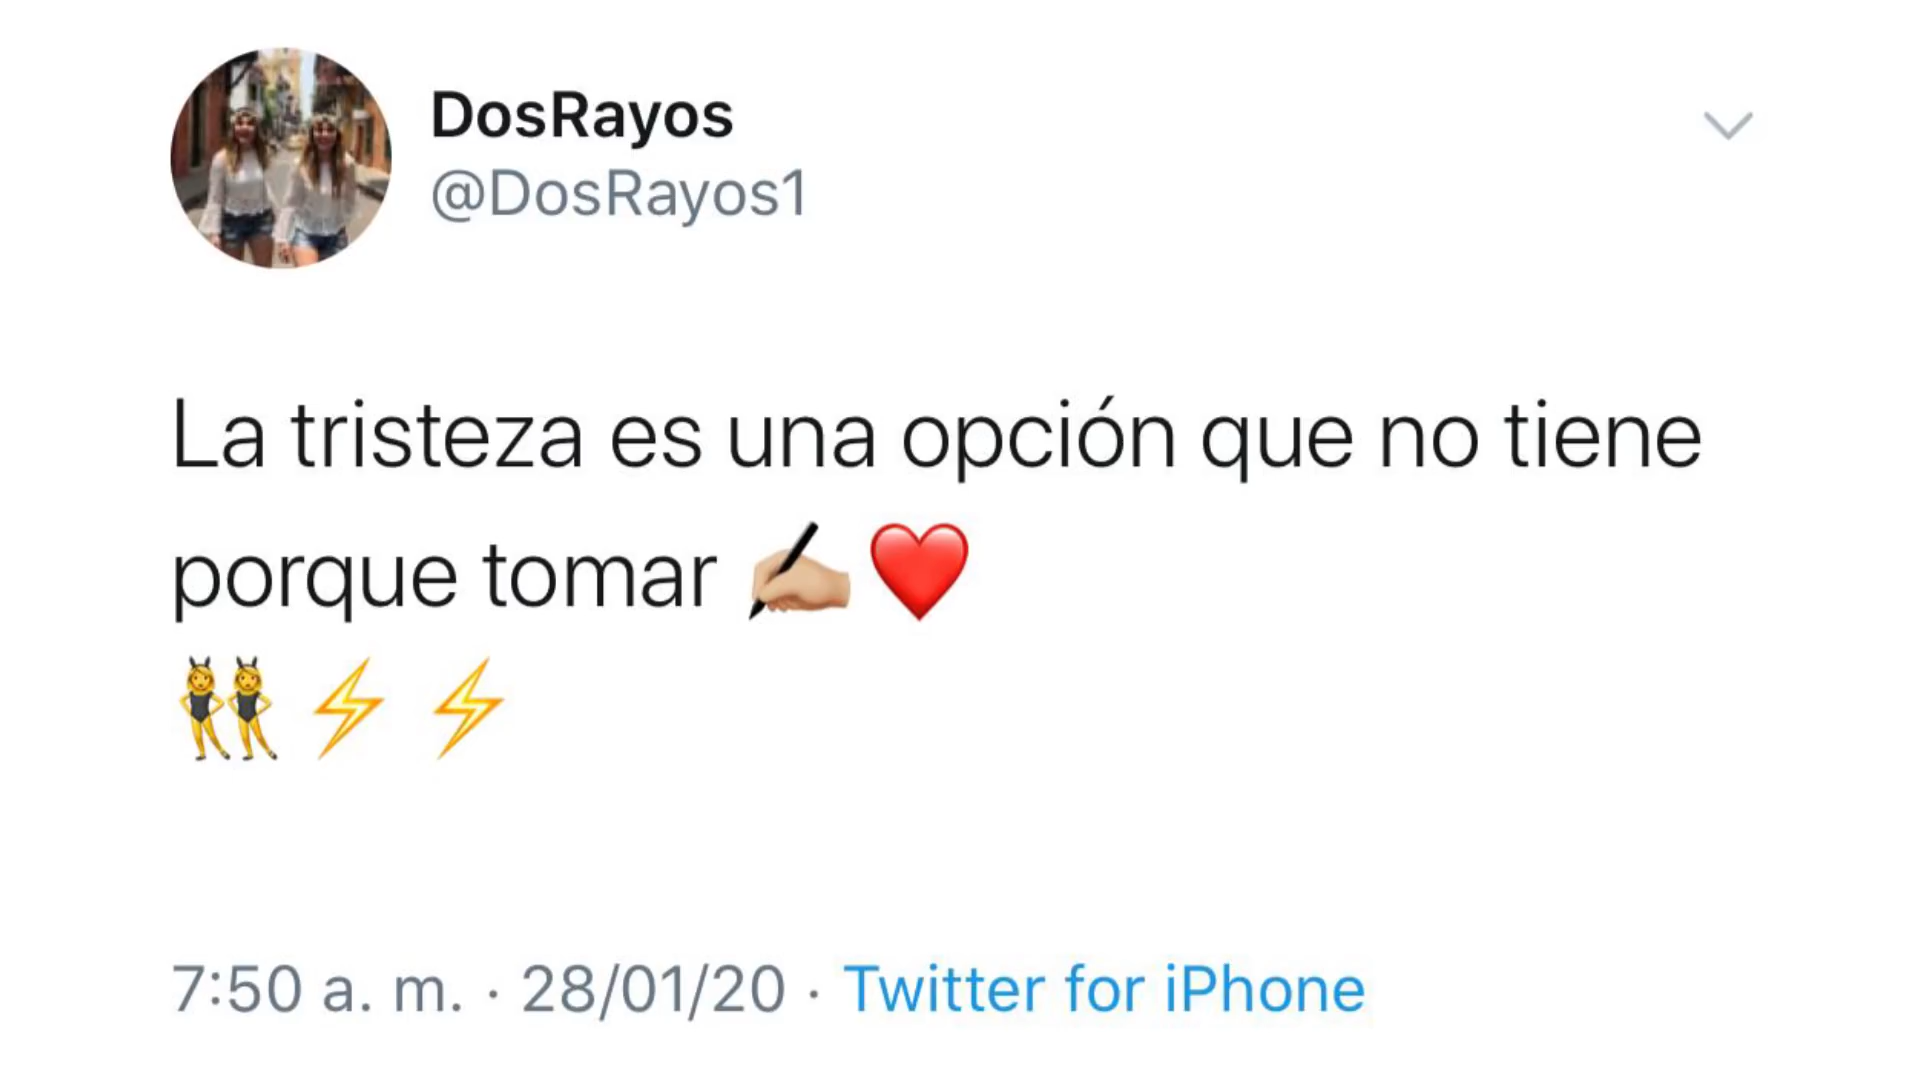 DosRayos
@DosRayos1
La tristeza es una opción que no tiene
porque tomar ✍🏼❤️
👯⚡⚡
7:50 a. m. · 28/01/20 · Twitter for iPhone